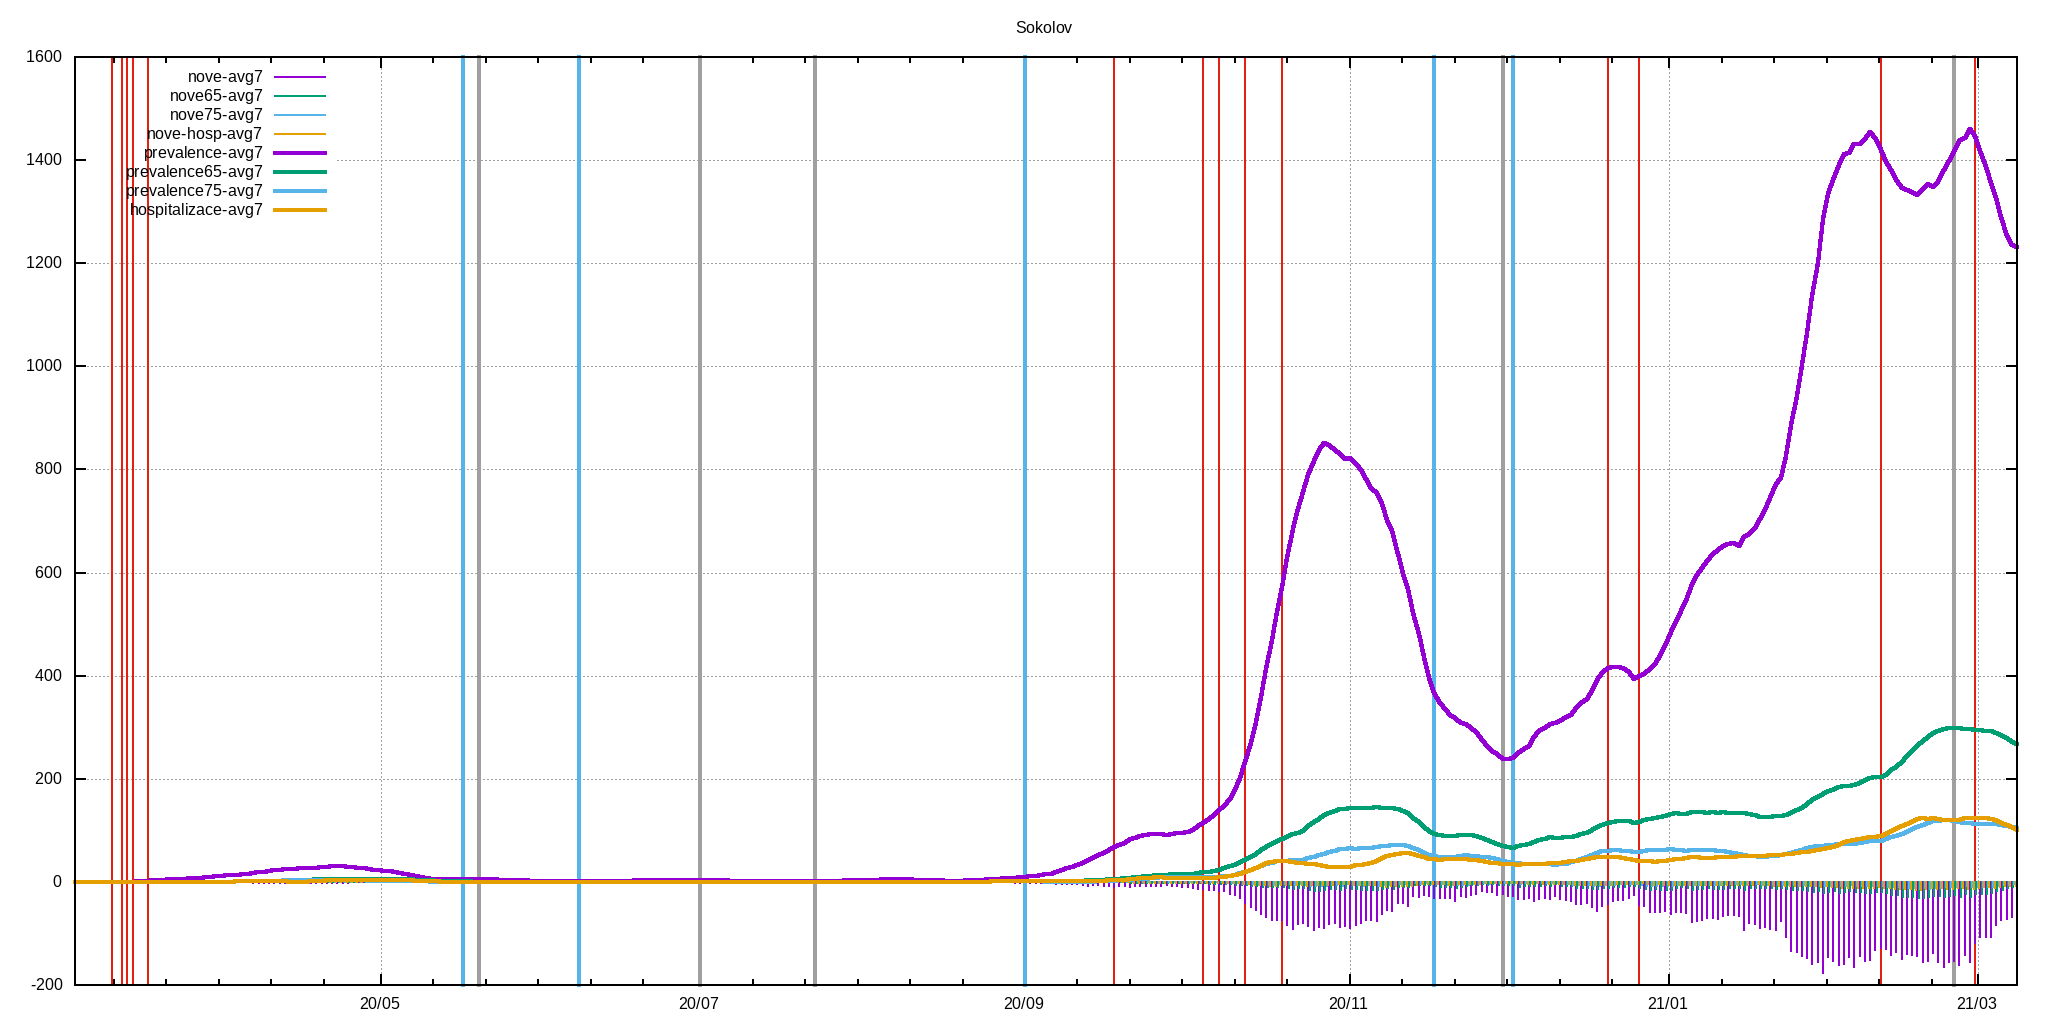 Sokolov
1600
1400
1200
1000
800
600
400
200
0
-200
nove-avg7
nove65-avg7
nove75-avg7
nove-hosp-avg7
prevalence-avg7
prevalence65-avg7
prevalence75-avg7
hospitalizace-avg7
20/05 20/07 20/09 20/11 21/01 21/03